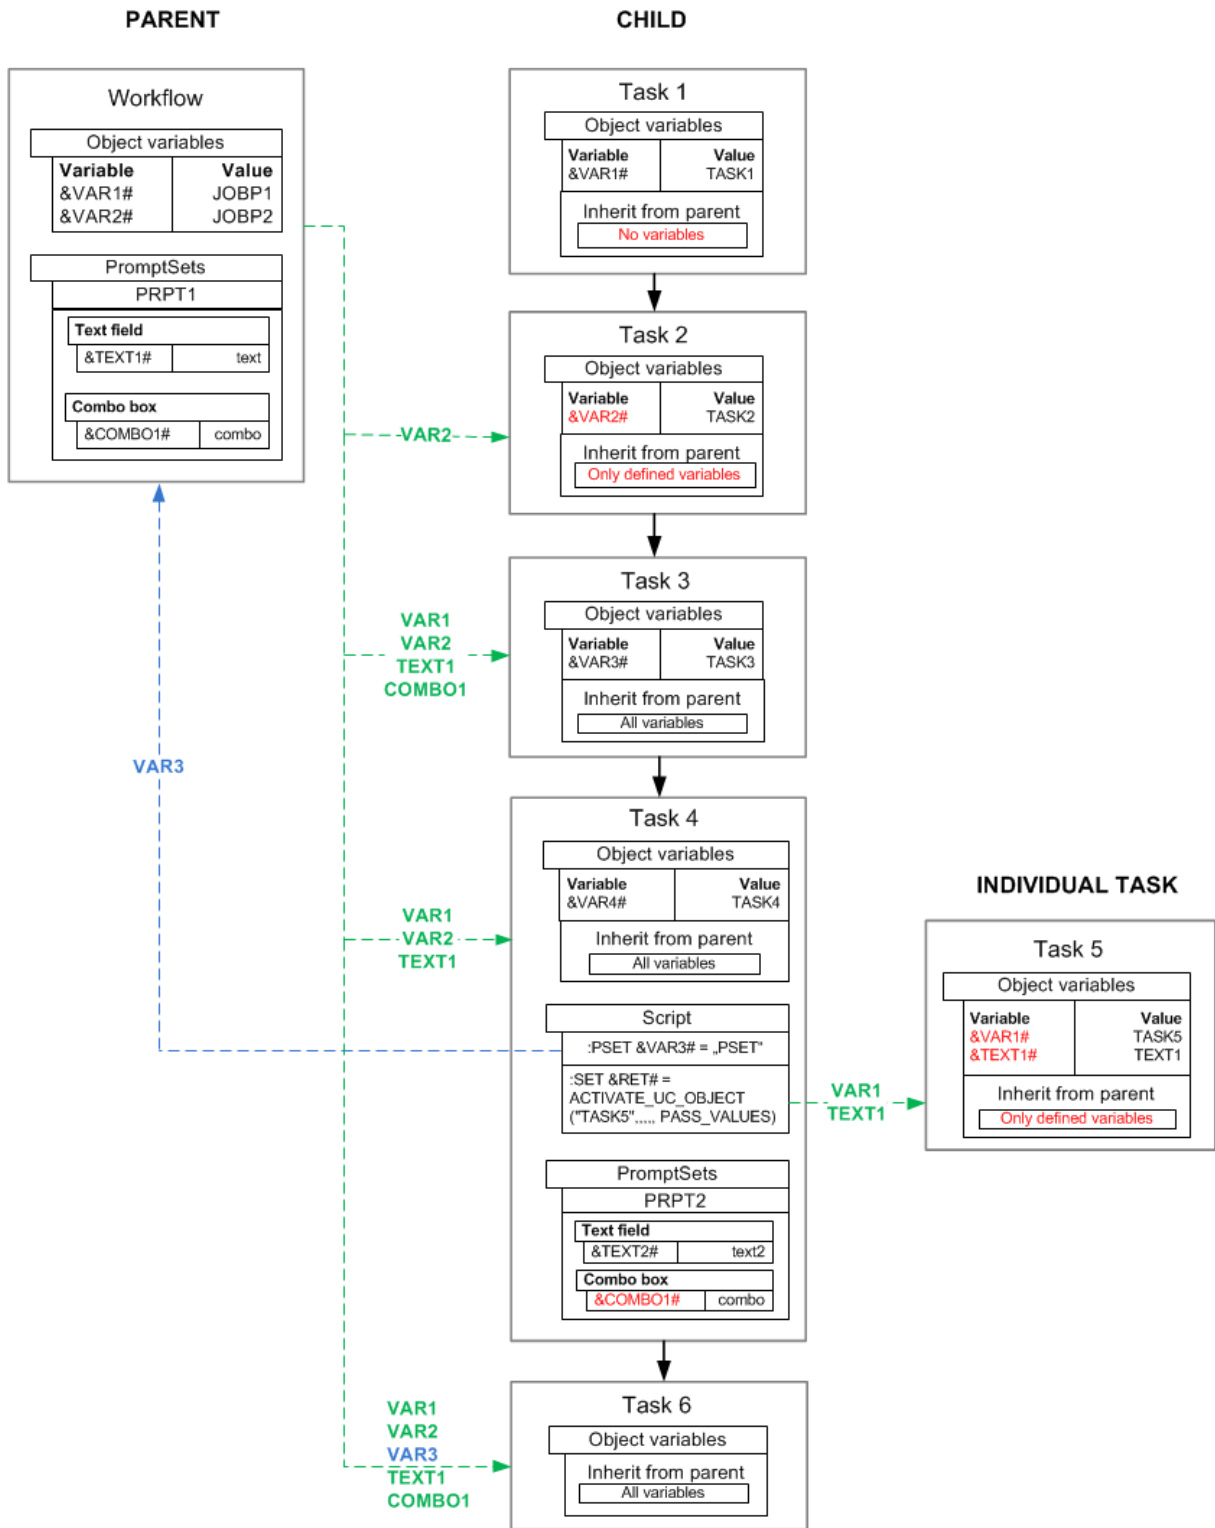 PARENT
CHILD
Workflow
Object variables
Variable Value
&VAR1# JOBP1
&VAR2# JOBP2
PromptSets
PRPT1
Text field
&TEXT1# text
Combo box
&COMBO1# combo
Task 1
Object variables
Variable Value
&VAR1# TASK1
Inherit from parent
No variables
Task 2
Object variables
Variable Value
&VAR2# TASK2
Inherit from parent
Only defined variables
VAR2
Task 3
Object variables
Variable Value
&VAR3# TASK3
Inherit from parent
All variables
VAR1
VAR2
TEXT1
COMBO1
VAR3
Task 4
Object variables
Variable Value
&VAR4# TASK4
Inherit from parent
All variables
VAR1
VAR2
TEXT1
Script
:PSET &VAR3# = „PSET"
:SET &RET# =
ACTIVATE_UC_OBJECT
("TASK5",,,,, PASS_VALUES)
PromptSets
PRPT2
Text field
&TEXT2# text2
Combo box
&COMBO1# combo
VAR1
TEXT1
INDIVIDUAL TASK
Task 5
Object variables
Variable Value
&VAR1# TASK5
&TEXT1# TEXT1
Inherit from parent
Only defined variables
VAR1
VAR2
VAR3
TEXT1
COMBO1
Task 6
Object variables
Inherit from parent
All variables